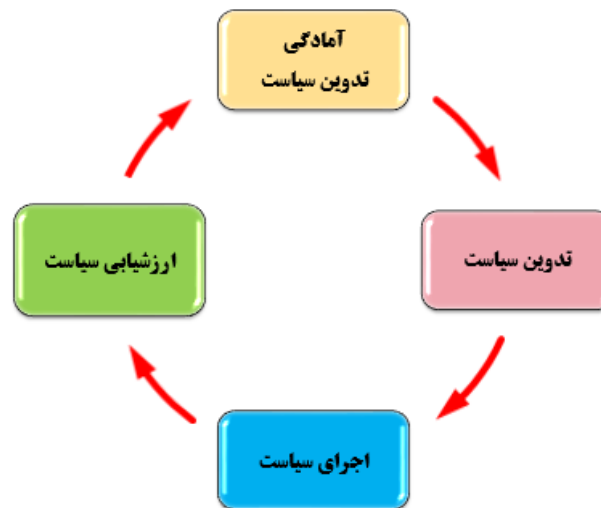 آمادگی
تدوین سیاست
تدوین سیاست
اجرای سیاست
ارزشیابی سیاست